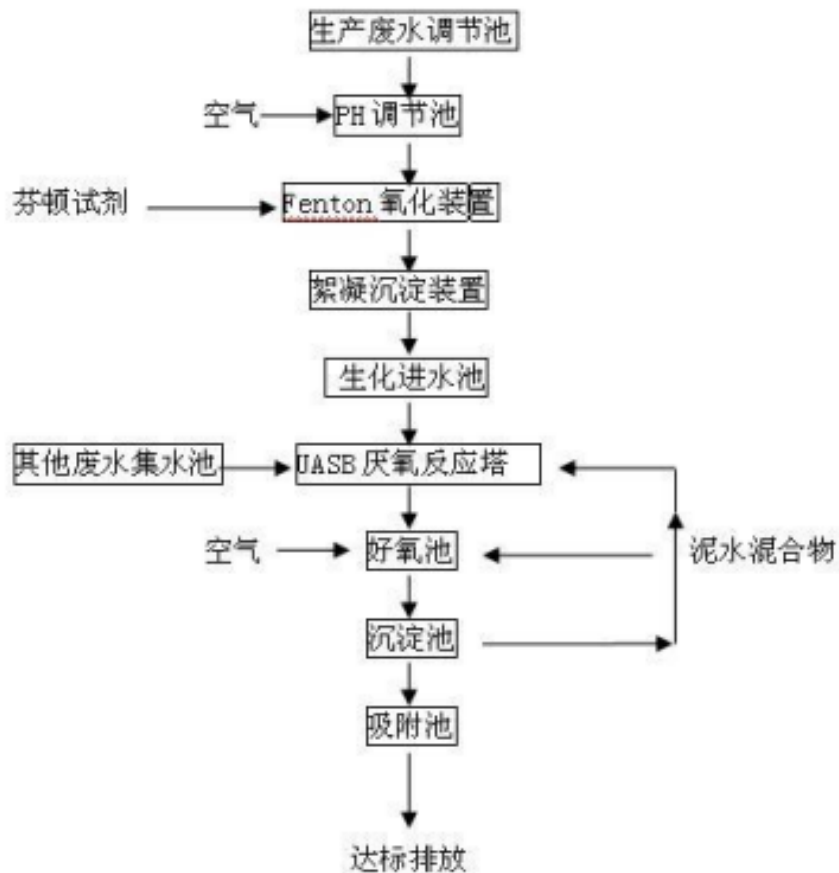 生产废水调节池
空气
PH 调节池
芬顿试剂
Fenton 氧化装置
絮凝沉淀装置
生化进水池
其他废水集水池
UASB 厌氧反应塔
空气
好氧池
泥水混合物
沉淀池
吸附池
达标排放